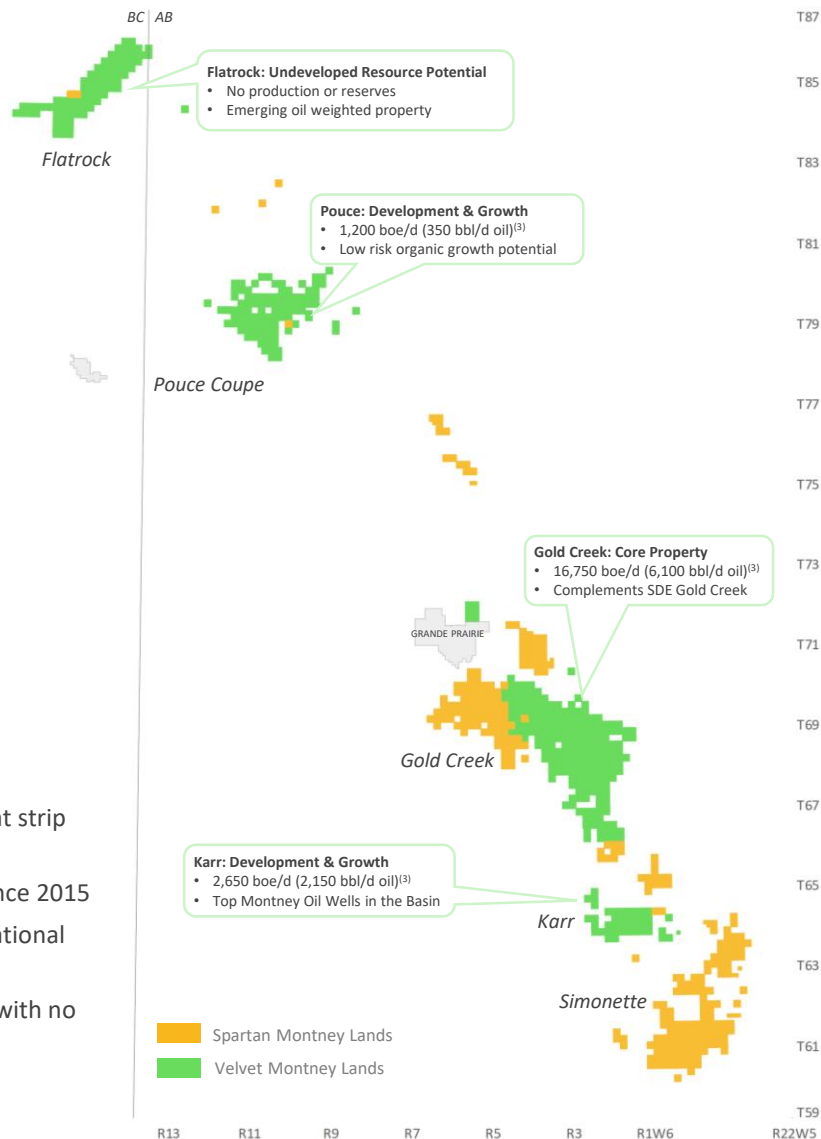 BC AB
T87
Flatrock: Undeveloped Resource Potential
• No production or reserves
• Emerging oil weighted property
T85
Flatrock
T83
Pouce: Development & Growth
• 1,200 boe/d (350 bbl/d oil)(3)
• Low risk organic growth potential
T81
T79
Pouce Coupe
T77
T75
Gold Creek: Core Property
• 16,750 boe/d (6,100 bbl/d oil)(3)
• Complements SDE Gold Creek
T73
GRANDE PRAIRIE
T71
T69
Gold Creek
T67
t strip
Karr: Development & Growth
• 2,650 boe/d (2,150 bbl/d oil)(3)
• Top Montney Oil Wells in the Basin
T65
nce 2015
Karr
ational
T63
Simonette
with no
Spartan Montney Lands
T61
Velvet Montney Lands
T59
R13 R11 R9 R7 R5 R3 R1W6 R22W5